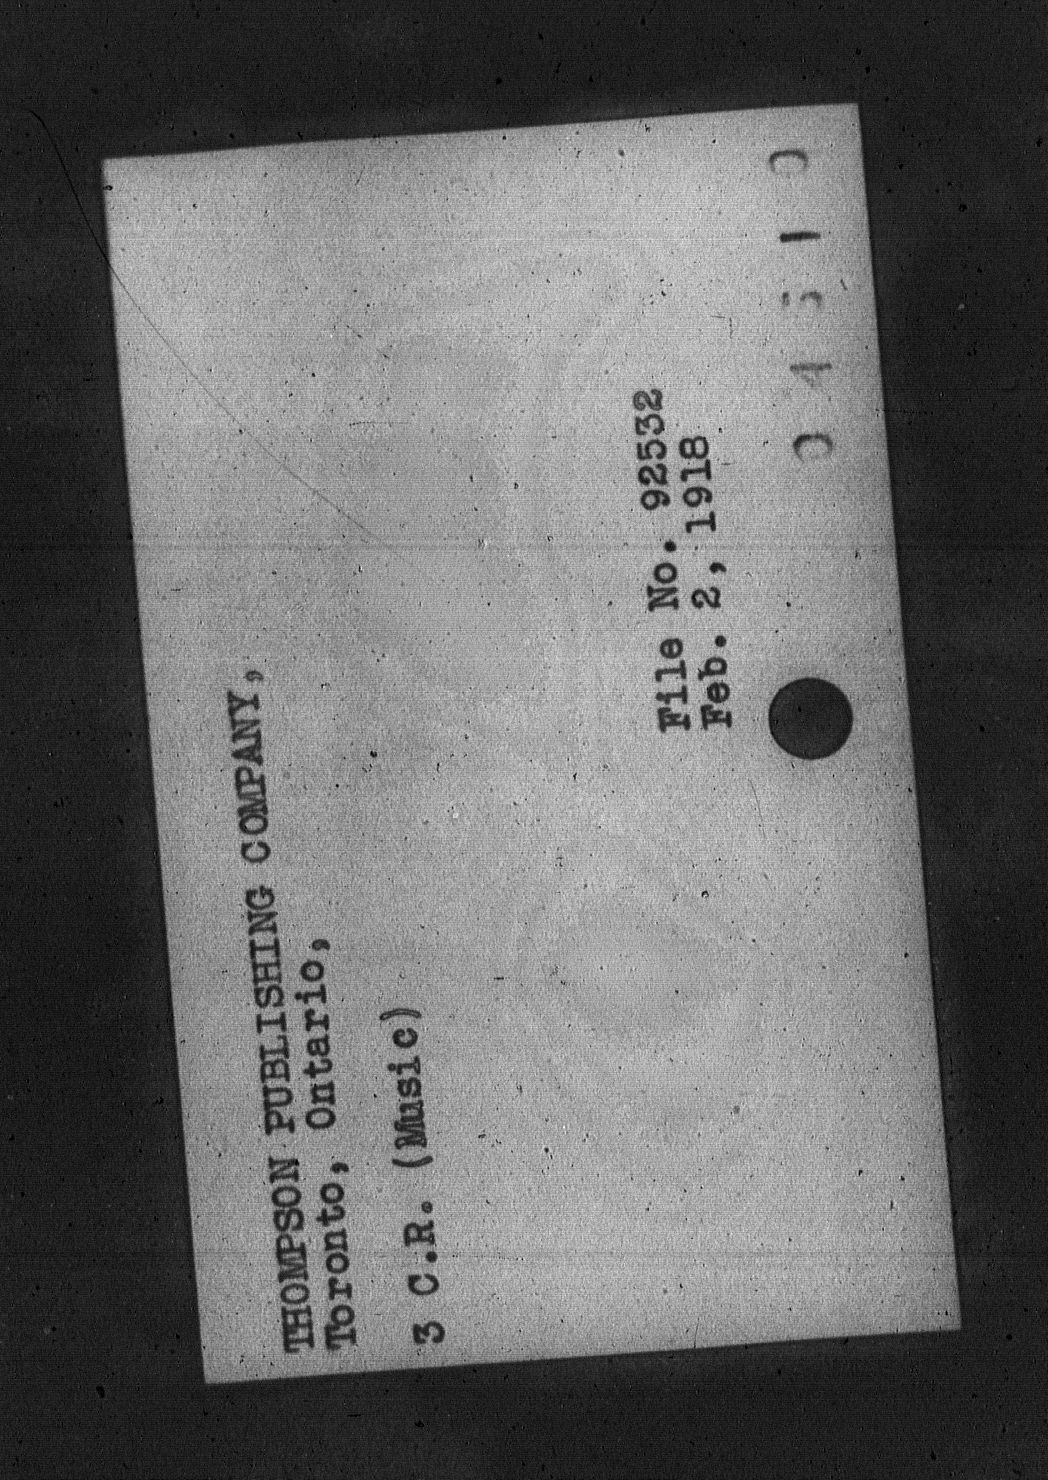 THOMPSON PUBLISHING COMPANY,
Toronto, Ontario,
3 C.R. (Music)
File No. 92532
Feb. 2, 1918